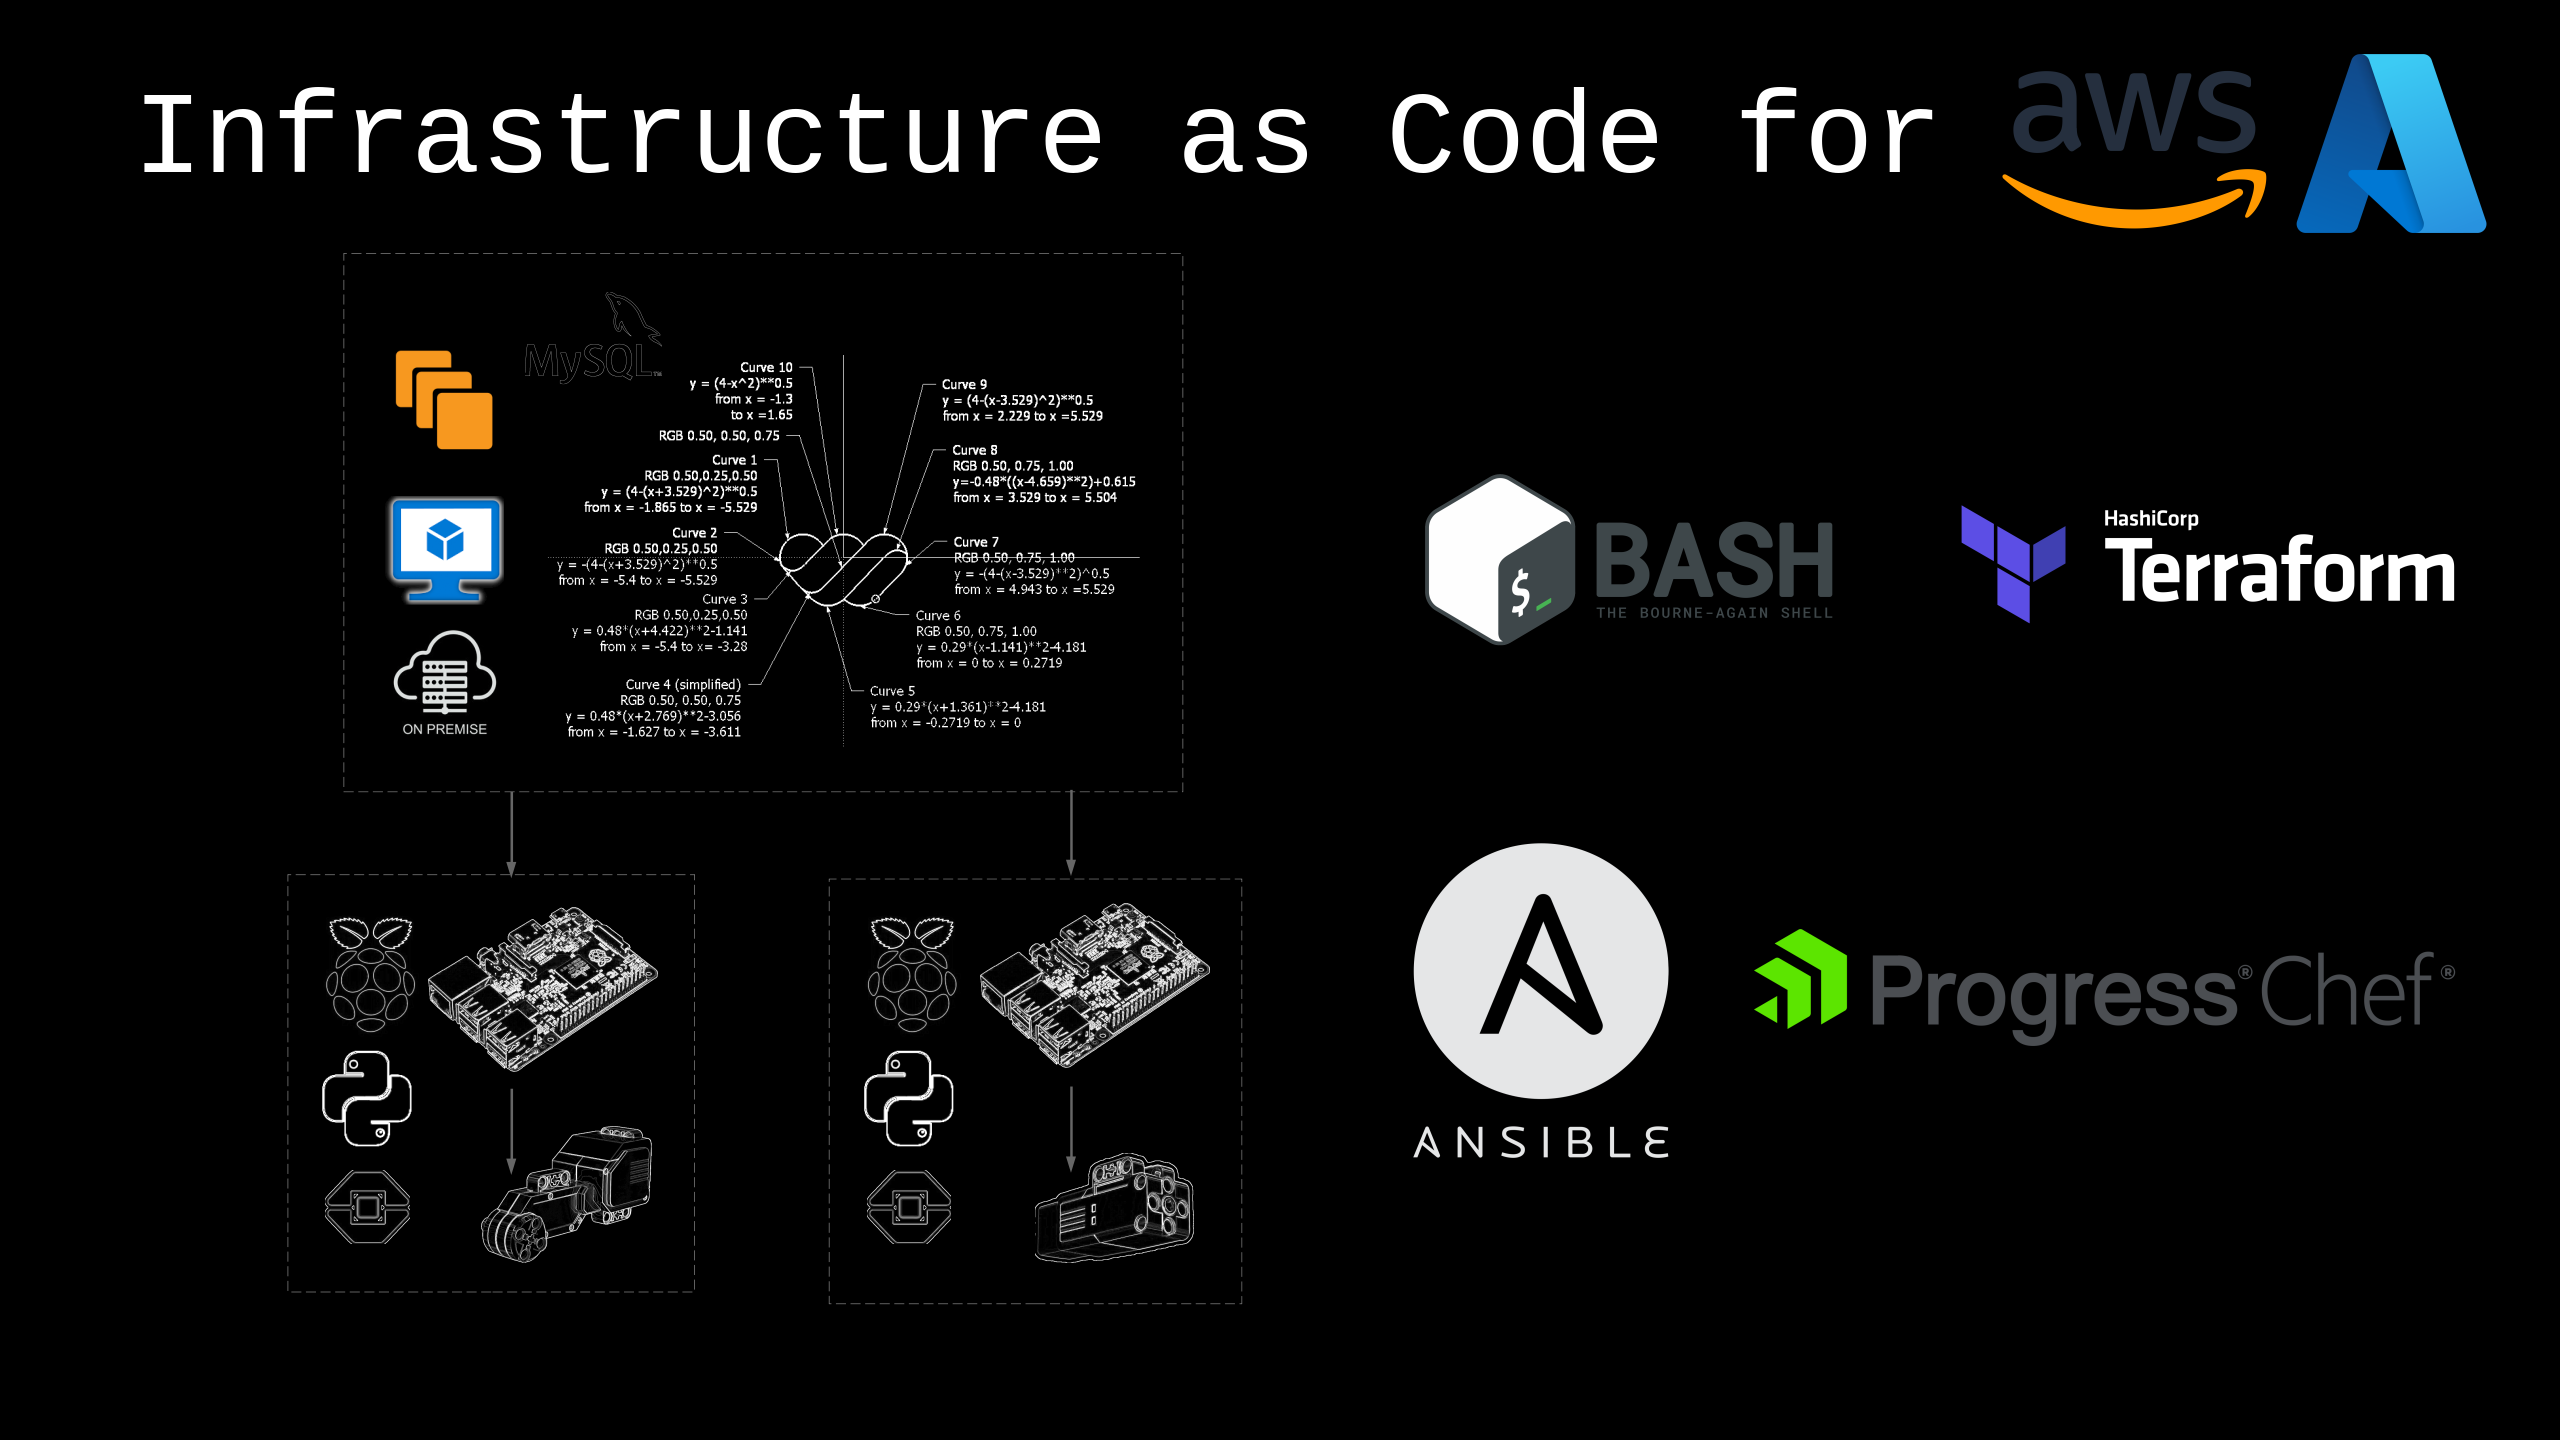 Infrastructure as Code for
aws
MySQL™
ON PREMISE
Curve 10
y = (4-x^2)**0.5
from x = -1.3
to x =1.65
RGB 0.50, 0.50, 0.75
Curve 1
RGB 0.50,0.25,0.50
y = (4-(x+3.529)^2)**0.5
from x = -1.865 to x = -5.529
Curve 2
RGB 0.50,0.25,0.50
y = -(4-(x+3.529)^2)**0.5
from x = -5.4 to x = -5.529
Curve 3
RGB 0.50,0.25,0.50
y = 0.48*(x+4.422)**2-1.141
from x = -5.4 to x= -3.28
Curve 4 (simplified)
RGB 0.50, 0.50, 0.75
y = 0.48*(x+2.769)**2-3.056
from x = -1.627 to x = -3.611
Curve 9
y = (4-(x-3.529)^2)**0.5
from x = 2.229 to x =5.529
Curve 8
RGB 0.50, 0.75, 1.00
y=-0.48*((x-4.659)**2)+0.615
from x = 3.529 to x = 5.504
Curve 7
RGB 0.50, 0.75, 1.00
y = -(4-(x-3.529)**2)^0.5
from x = 4.943 to x =5.529
Curve 6
RGB 0.50, 0.75, 1.00
y = 0.29*(x-1.141)**2-4.181
from x = 0 to x = 0.2719
Curve 5
y = 0.29*(x+1.361)**2-4.181
from x = -0.2719 to x = 0
$_
BASH
THE BOURNE-AGAIN SHELL
HashiCorp
Terraform
ANSIBLE
Progress® Chef®